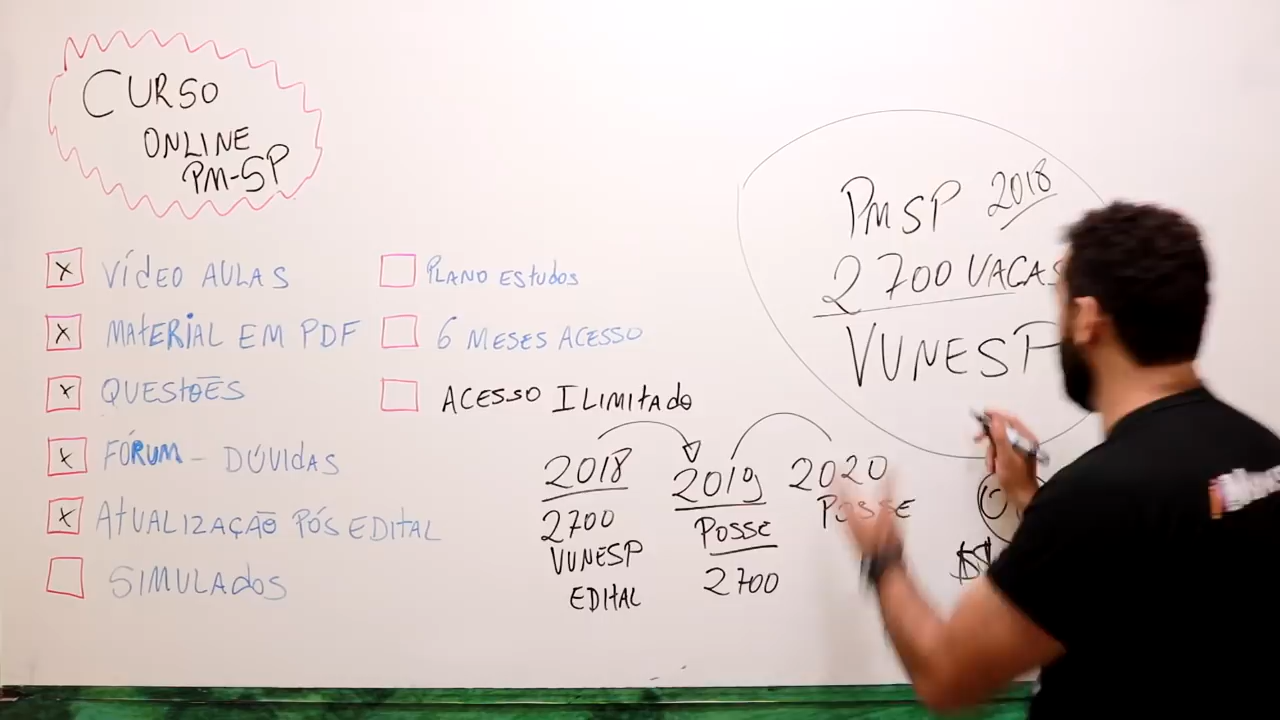 CURSO
ONLINE
PM-SP
X VÍDEO AULAS
X MATERIAL EM PDF
X QUESTÕES
X FÓRUM - DÚVIDAS
X ATUALIZAÇÃO PÓS EDITAL
SIMULADOS
PLANO ESTUDOS
6 MESES ACESSO
ACESSO ILIMITADO
PMSP 2018
2700 VAGAS
VUNESP
2018
2700
VUNESP
EDITAL
2019
POSSE
2700
2020
POSSE